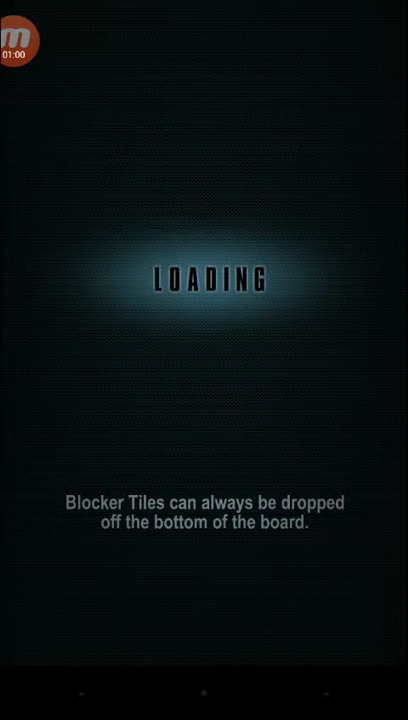 m
01:00
LOADING
Blocker Tiles can always be dropped
off the bottom of the board.